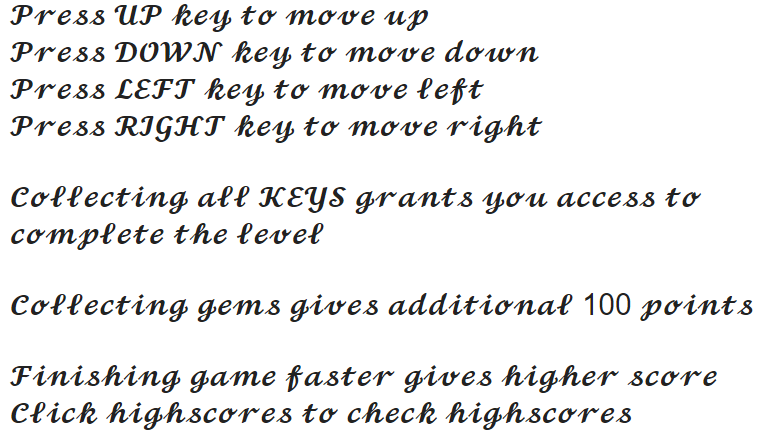 Press UP key to move up
Press DOWN key to move down
Press LEFT key to move left
Press RIGHT key to move right
Collecting all KEYS grants you access to
complete the level
Collecting gems gives additional 100 points
Finishing game faster gives higher score
Click highscores to check highscores